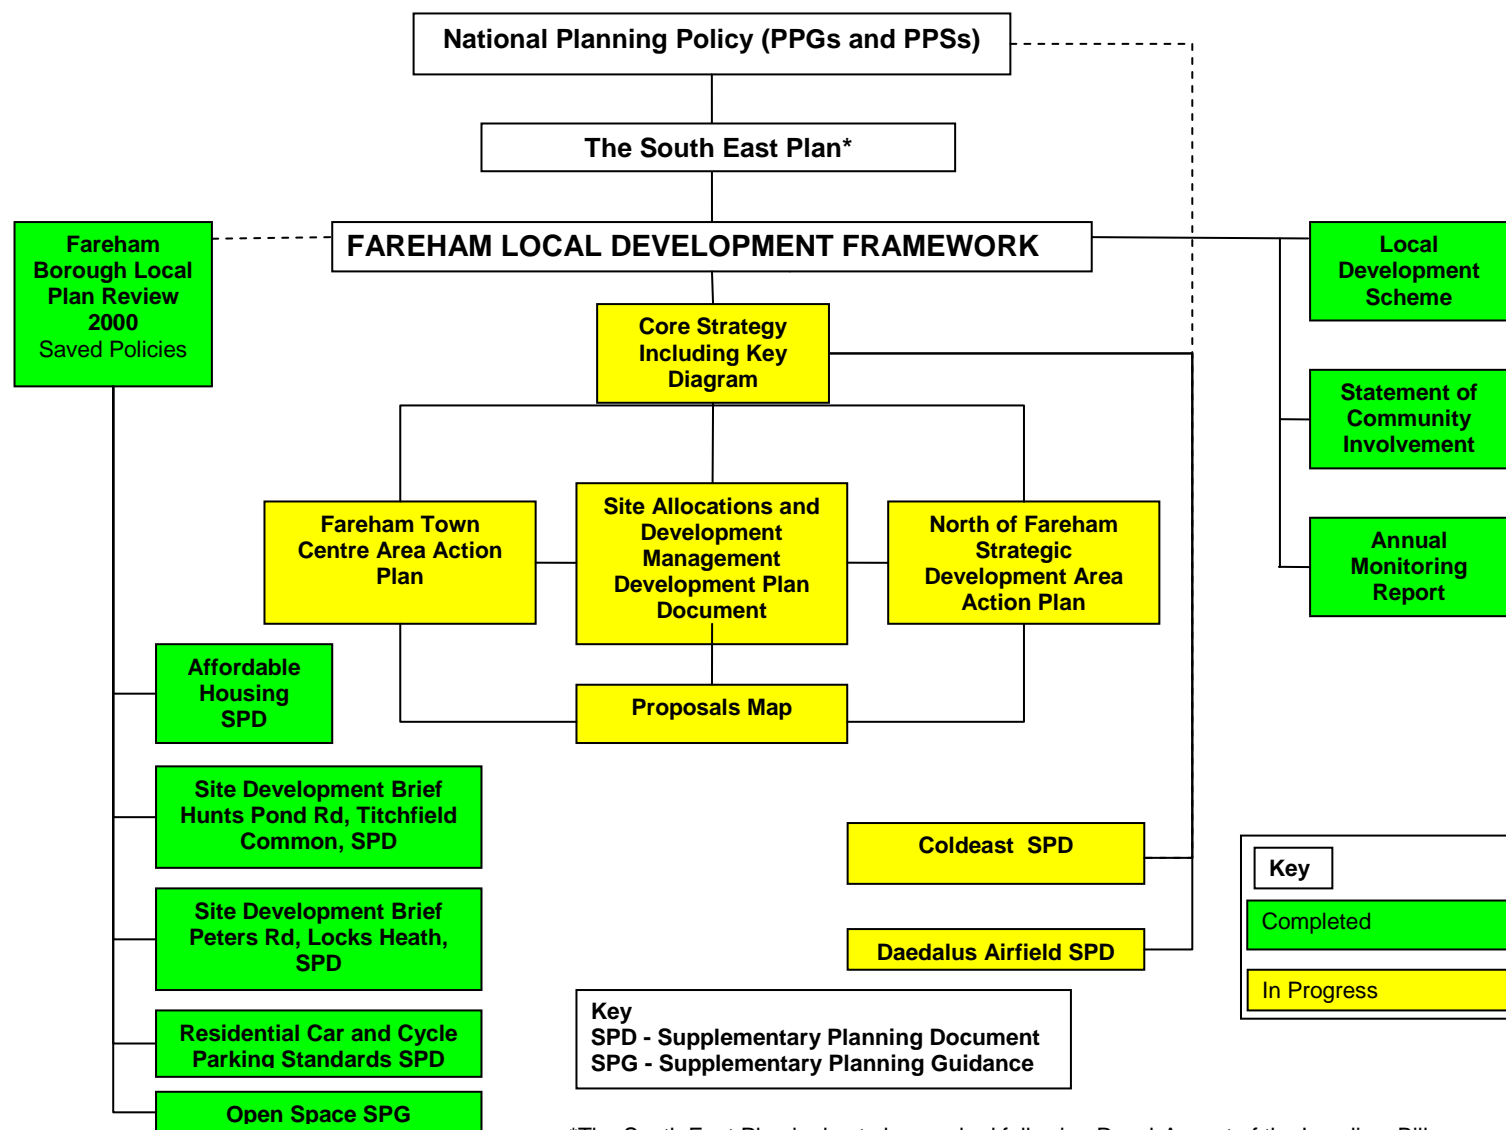 National Planning Policy (PPGs and PPSs)
The South East Plan*
FAREHAM LOCAL DEVELOPMENT FRAMEWORK
Fareham
Borough Local
Plan Review
2000
Saved Policies
Local
Development
Scheme
Core Strategy
Including Key
Diagram
Statement of
Community
Involvement
Fareham Town
Centre Area Action
Plan
Site Allocations and
Development
Management
Development Plan
Document
North of Fareham
Strategic
Development Area
Action Plan
Annual
Monitoring
Report
Affordable
Housing
SPD
Proposals Map
Site Development Brief
Hunts Pond Rd, Titchfield
Common, SPD
Coldeast SPD
Site Development Brief
Peters Rd, Locks Heath,
SPD
Daedalus Airfield SPD
Key
Completed
In Progress
Residential Car and Cycle
Parking Standards SPD
Key
SPD - Supplementary Planning Document
SPG - Supplementary Planning Guidance
Open Space SPG